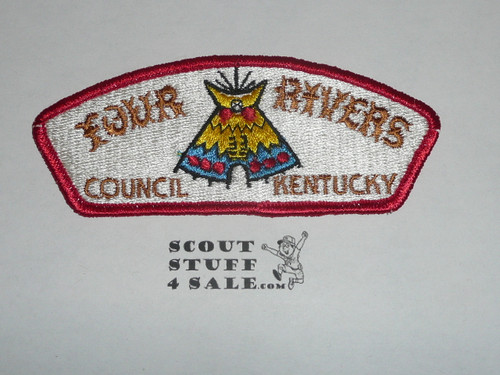 FOUR RIVERS
COUNCIL KENTUCKY
SCOUT
STUFF
4 SALE.COM